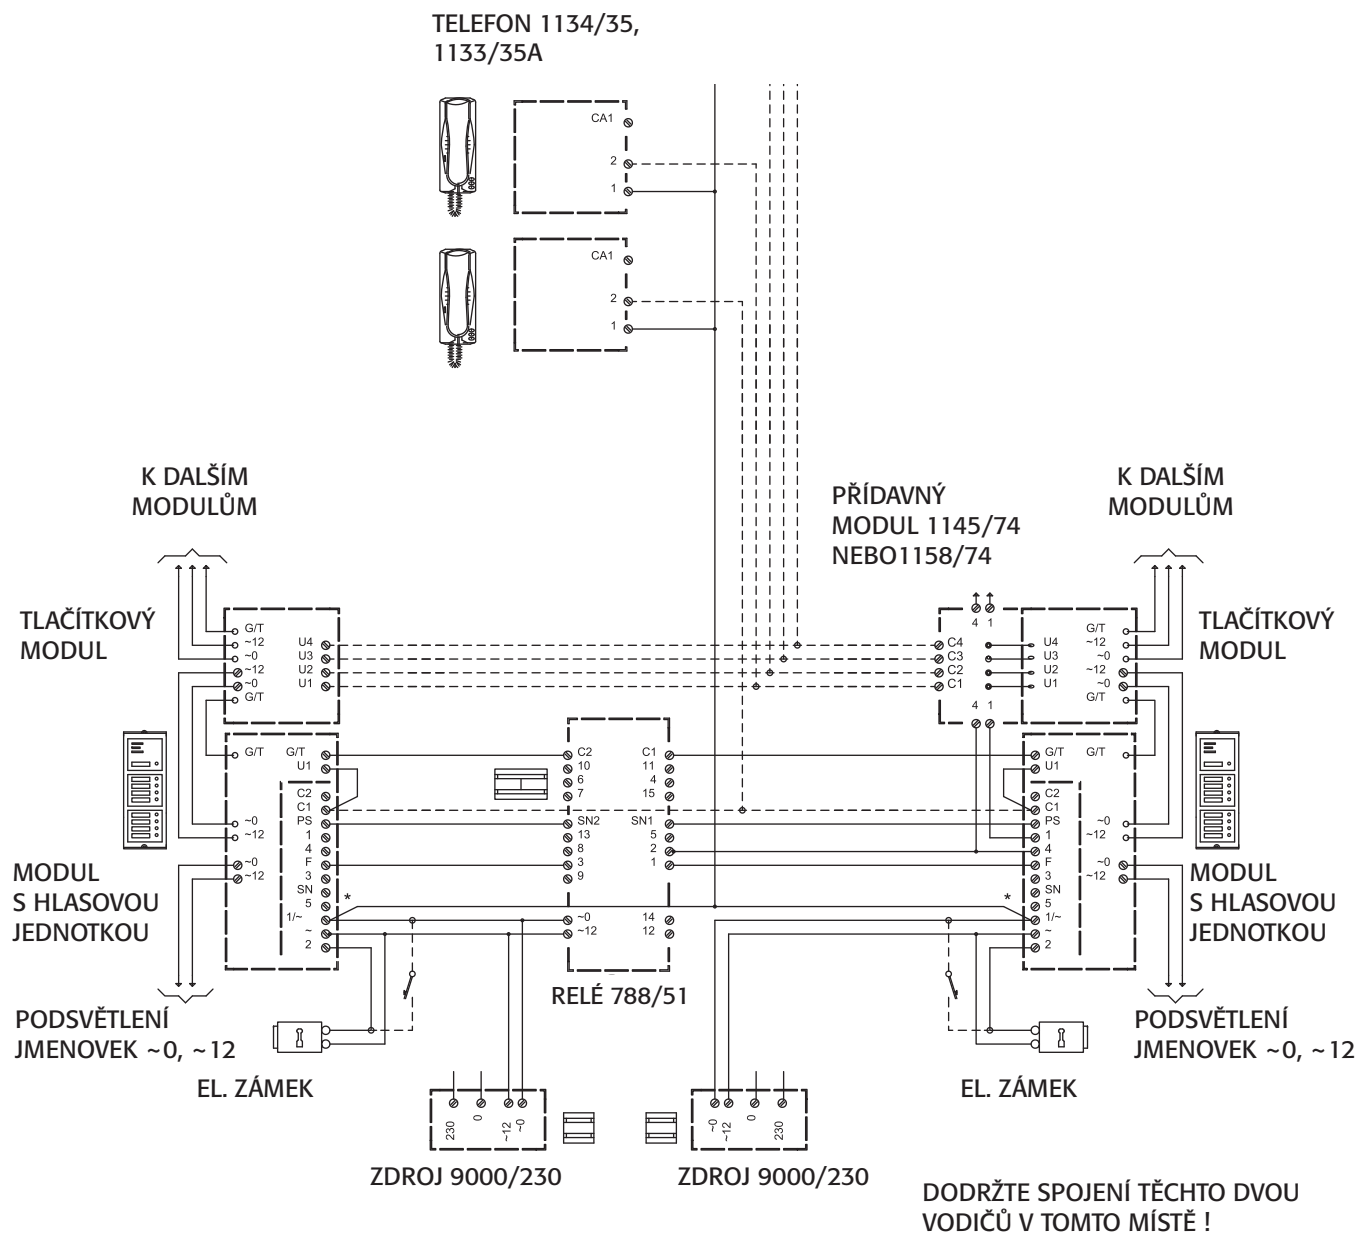 TELEFON 1134/35,
1133/35A
CA1
2
1
CA1
2
1
K DALŠÍM
MODULŮM
K DALŠÍM
MODULŮM
PŘÍDAVNÝ
MODUL 1145/74
NEBO1158/74
TLAČÍTKOVÝ
MODUL
G/T
~12
~0
~12
~0
G/T
U4
U3
U2
U1
4 1
C4
C3
C2
C1
4 1
U4
U3
U2
U1
G/T
~12
~0
~12
~0
G/T
TLAČÍTKOVÝ
MODUL
G/T
~0
~12
~0
~12
G/T
U1
C2
C1
PS
1
4
F
3
SN
5
1/~
~
2
*
C2
10
6
7
SN2
13
8
3
9
~0
~12
C1
11
4
15
SN1
5
2
1
14
12
*
G/T
U1
C2
C1
PS
1
4
F
3
SN
5
1/~
~
2
G/T
~0
~12
~0
~12
MODUL
S HLASOVOU
JEDNOTKOU
MODUL
S HLASOVOU
JEDNOTKOU
RELÉ 788/51
PODSVĚTLENÍ
JMENOVEK ~0, ~12
PODSVĚTLENÍ
JMENOVEK ~0, ~12
EL. ZÁMEK
EL. ZÁMEK
230
0
~12
~0
~0
~12
0
230
ZDROJ 9000/230
ZDROJ 9000/230
DODRŽTE SPOJENÍ TĚCHTO DVOU
VODIČŮ V TOMTO MÍSTĚ !